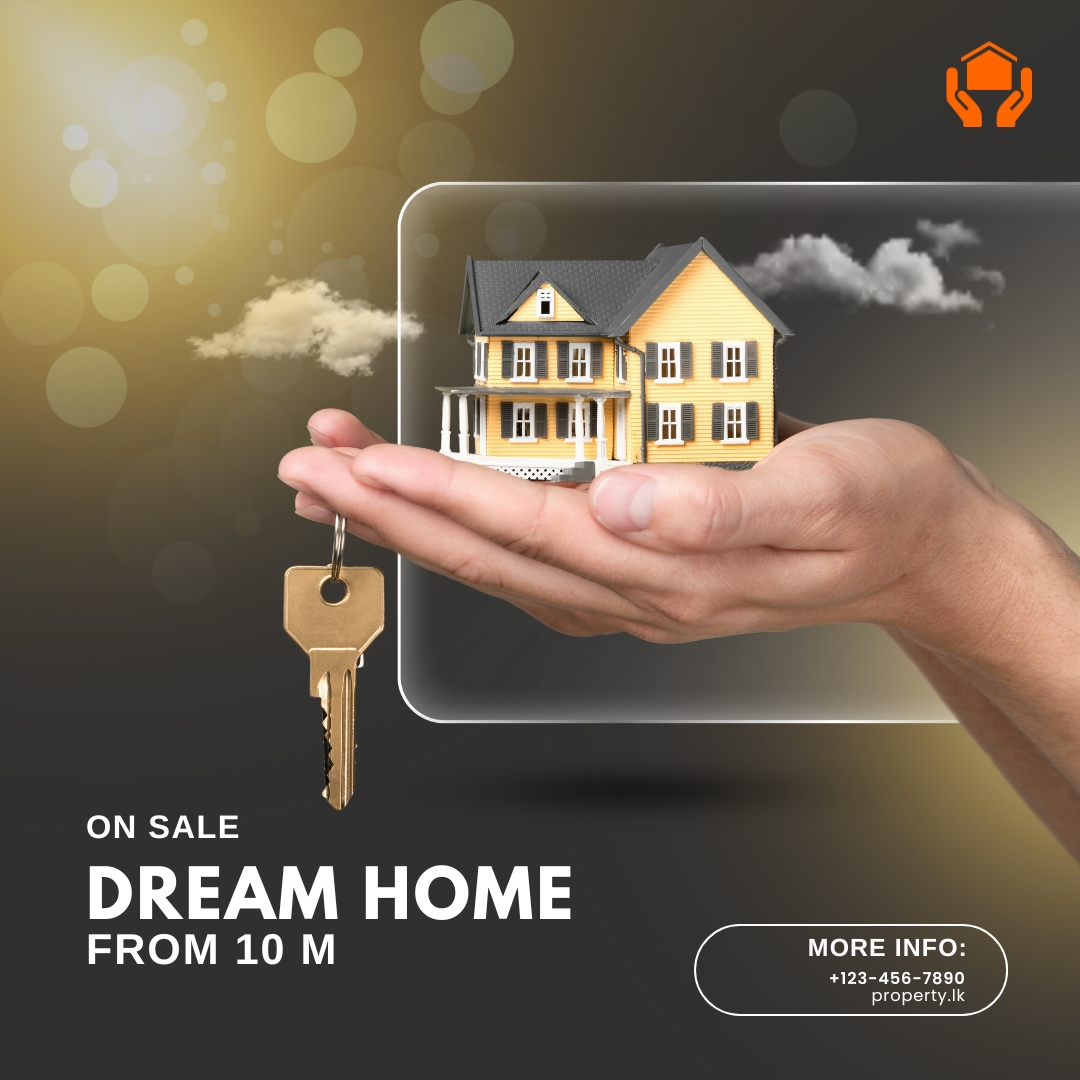 ON SALE
DREAM HOME
FROM 10 M
MORE INFO:
+123-456-7890
property.lk